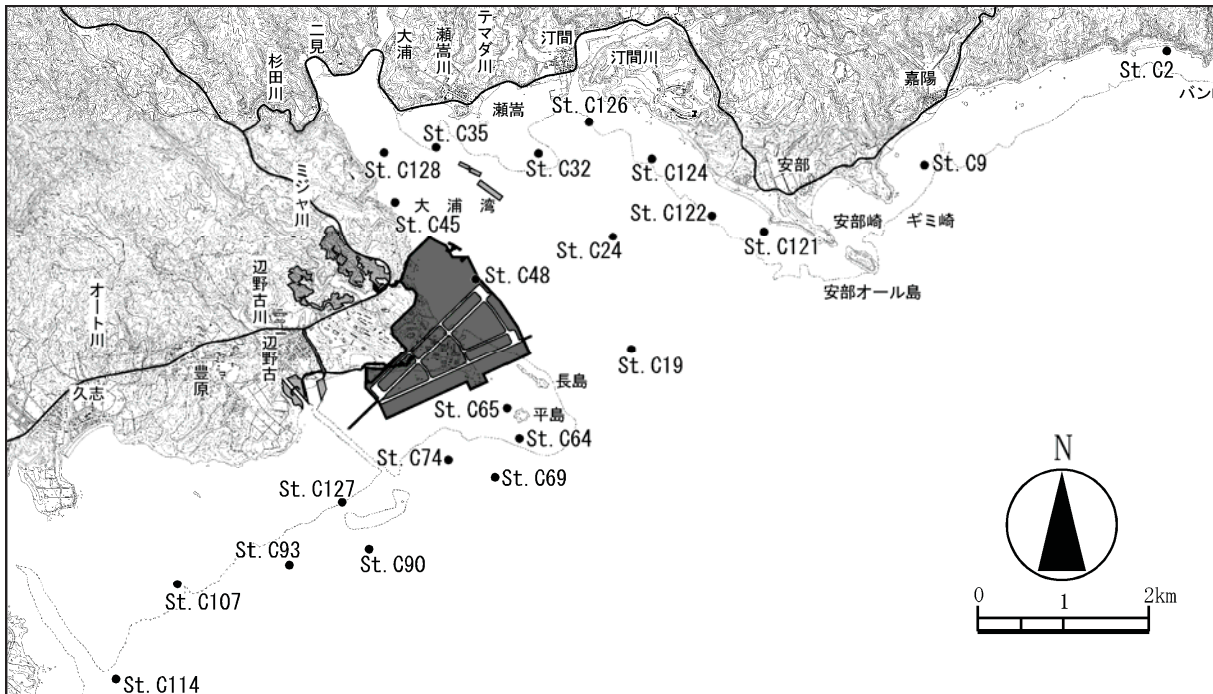 二見
大浦
瀬嵩川
テマダ川
汀間
汀間川
杉田川
嘉陽
St. C2
バン
瀬嵩
St. C126
St. C35
St. C128
St. C32
St. C124
安部
St. C9
ミジャ川
大浦湾
St. C45
St. C122
安部崎
ギミ崎
St. C24
St. C121
St. C48
安部オール島
辺野古川
オート川
辺野古
豊原
久志
St. C19
長島
St. C65
平島
St. C64
St. C74
St. C69
St. C127
St. C93
St. C90
St. C107
St. C114
N
0
1
2km